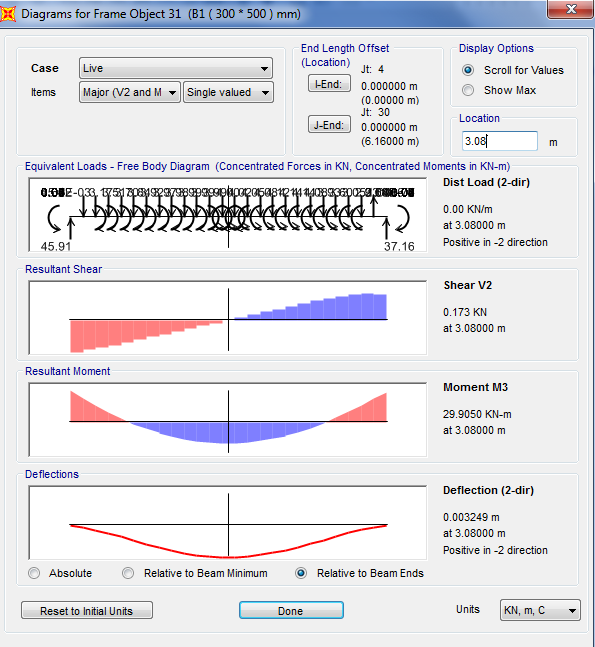 Diagrams for Frame Object 31 (B1 ( 300 * 500 ) mm)
Case
Live
Items
Major (V2 and M
Single valued
End Length Offset
(Location)
I-End:
Jt: 4
0.000000 m
(0.00000 m)
J-End:
Jt: 30
0.000000 m
(6.16000 m)
Display Options
Scroll for Values
Show Max
Location
3.08
m
Equivalent Loads - Free Body Diagram (Concentrated Forces in KN, Concentrated Moments in KN-m)
45.91
37.16
Dist Load (2-dir)
0.00 KN/m
at 3.08000 m
Positive in -2 direction
Resultant Shear
Shear V2
0.173 KN
at 3.08000 m
Resultant Moment
Moment M3
29.9050 KN-m
at 3.08000 m
Deflections
Deflection (2-dir)
0.003249 m
at 3.08000 m
Positive in -2 direction
Absolute
Relative to Beam Minimum
Relative to Beam Ends
Reset to Initial Units
Done
Units
KN, m, C